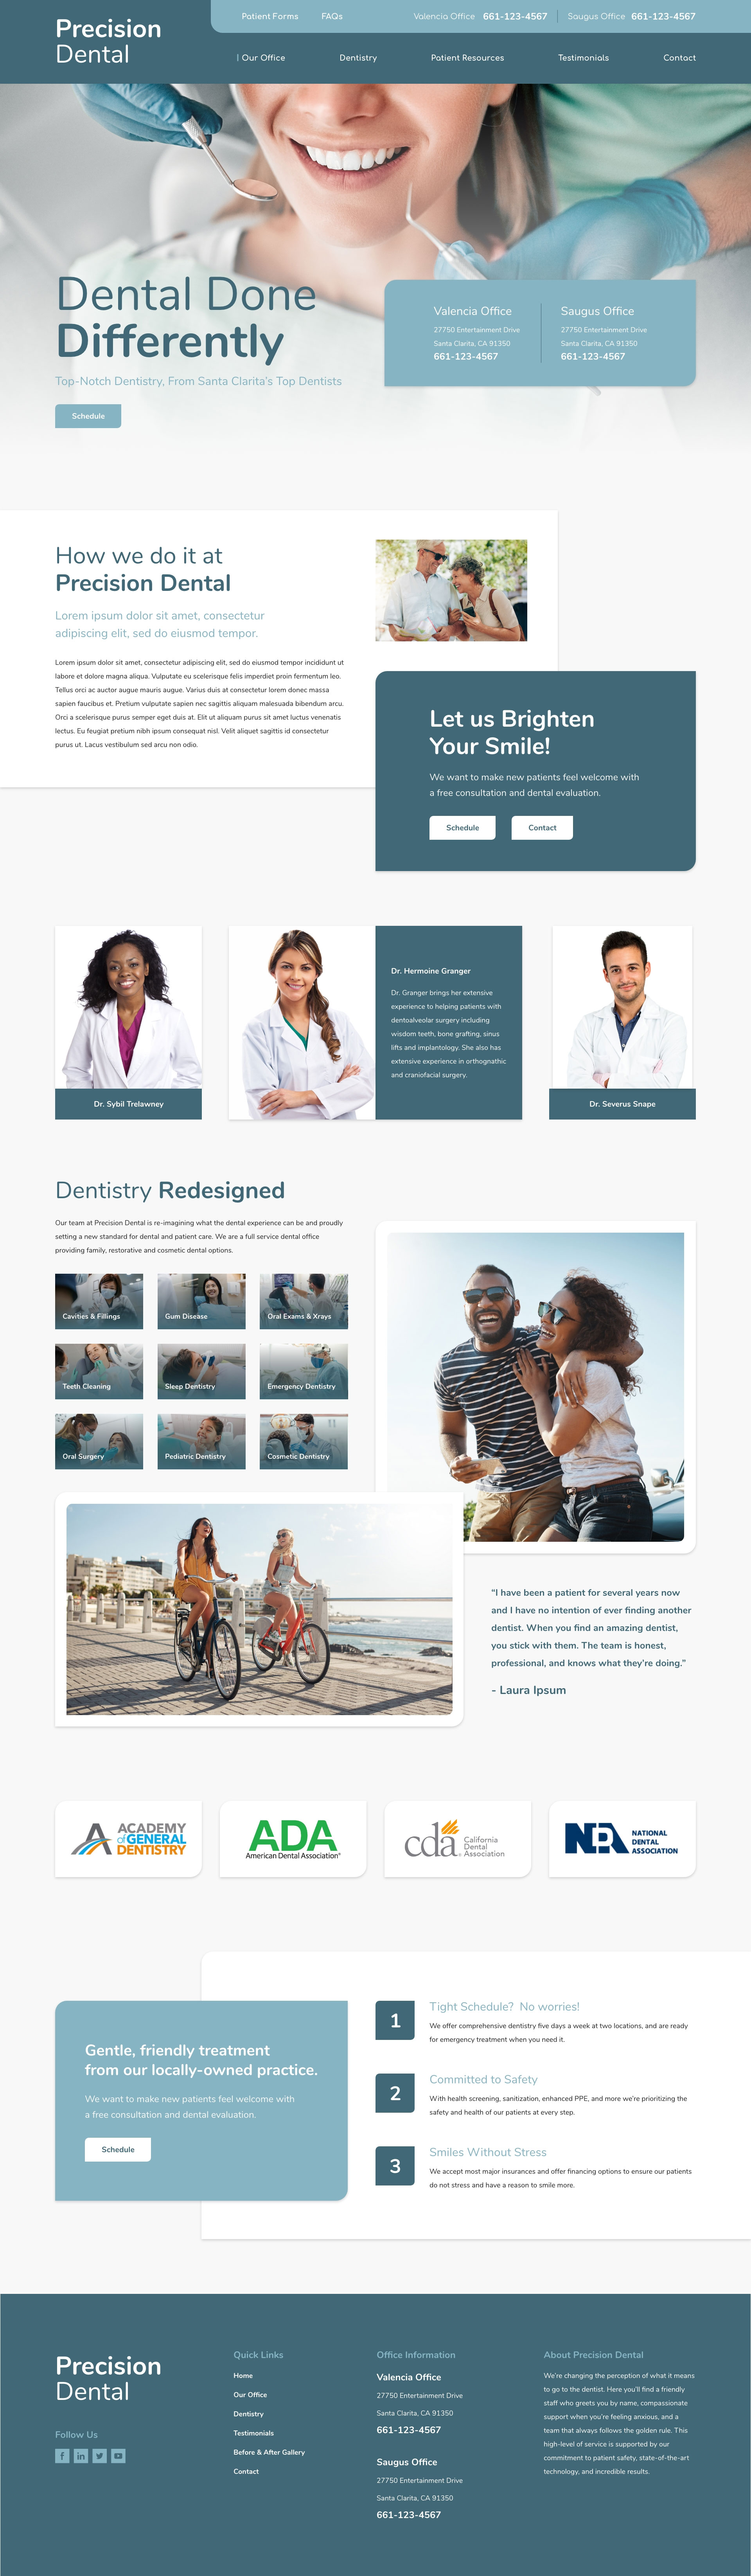 Precision
Dental
Patient Forms
FAQs
Valencia Office 661-123-4567
Saugus Office 661-123-4567
| Our Office
Dentistry
Patient Resources
Testimonials
Contact
Dental Done
Differently
Top-Notch Dentistry, From Santa Clarita's Top Dentists
Schedule
Valencia Office
27750 Entertainment Drive
Santa Clarita, CA 91350
661-123-4567
Saugus Office
27750 Entertainment Drive
Santa Clarita, CA 91350
661-123-4567
How we do it at
Precision Dental
Lorem ipsum dolor sit amet, consectetur
adipiscing elit, sed do eiusmod tempor.
Lorem ipsum dolor sit amet, consectetur adipiscing elit, sed do eiusmod tempor incididunt ut
labore et dolore magna aliqua. Vulputate eu scelerisque felis imperdiet proin fermentum leo.
Tellus orci ac auctor augue mauris augue. Varius duis at consectetur lorem donec massa
sapien faucibus et. Pretium vulputate sapien nec sagittis aliquam malesuada bibendum arcu.
Orci a scelerisque purus semper eget duis at. Elit ut aliquam purus sit amet luctus venenatis
lectus. Eu feugiat pretium nibh ipsum consequat nisl. Velit aliquet sagittis id consectetur
purus ut. Lacus vestibulum sed arcu non odio.
Let us Brighten
Your Smile!
We want to make new patients feel welcome with
a free consultation and dental evaluation.
Schedule
Contact
Dr. Sybil Trelawney
Dr. Hermoine Granger
Dr. Granger brings her extensive
experience to helping patients with
dentoalveolar surgery including
wisdom teeth, bone grafting, sinus
lifts and implantology. She also has
extensive experience in orthognathic
and craniofacial surgery.
Dr. Severus Snape
Dentistry Redesigned
Our team at Precision Dental is re-imagining what the dental experience can be and proudly
setting a new standard for dental and patient care. We are a full service dental office
providing family, restorative and cosmetic dental options.
Cavities & Fillings
Gum Disease
Oral Exams & Xrays
Teeth Cleaning
Sleep Dentistry
Emergency Dentistry
Oral Surgery
Pediatric Dentistry
Cosmetic Dentistry
“I have been a patient for several years now
and I have no intention of ever finding another
dentist. When you find an amazing dentist,
you stick with them. The team is honest,
professional, and knows what they’re doing.”
- Laura Ipsum
ACADEMY
of GENERAL
DENTISTRY
ADA
American Dental Association®
cda®
California
Dental
Association
NDA
NATIONAL
DENTAL
ASSOCIATION
Gentle, friendly treatment
from our locally-owned practice.
We want to make new patients feel welcome with
a free consultation and dental evaluation.
Schedule
1
Tight Schedule? No worries!
We offer comprehensive dentistry five days a week at two locations, and are ready
for emergency treatment when you need it.
2
Committed to Safety
With health screening, sanitization, enhanced PPE, and more we’re prioritizing the
safety and health of our patients at every step.
3
Smiles Without Stress
We accept most major insurances and offer financing options to ensure our patients
do not stress and have a reason to smile more.
Precision
Dental
Follow Us
Quick Links
Home
Our Office
Dentistry
Testimonials
Before & After Gallery
Contact
Office Information
Valencia Office
27750 Entertainment Drive
Santa Clarita, CA 91350
661-123-4567
Saugus Office
27750 Entertainment Drive
Santa Clarita, CA 91350
661-123-4567
About Precision Dental
We’re changing the perception of what it means
to go to the dentist. Here you’ll find a friendly
staff who greets you by name, compassionate
support when you’re feeling anxious, and a
team that always follows the golden rule. This
high-level of service is supported by our
commitment to patient safety, state-of-the-art
technology, and incredible results.